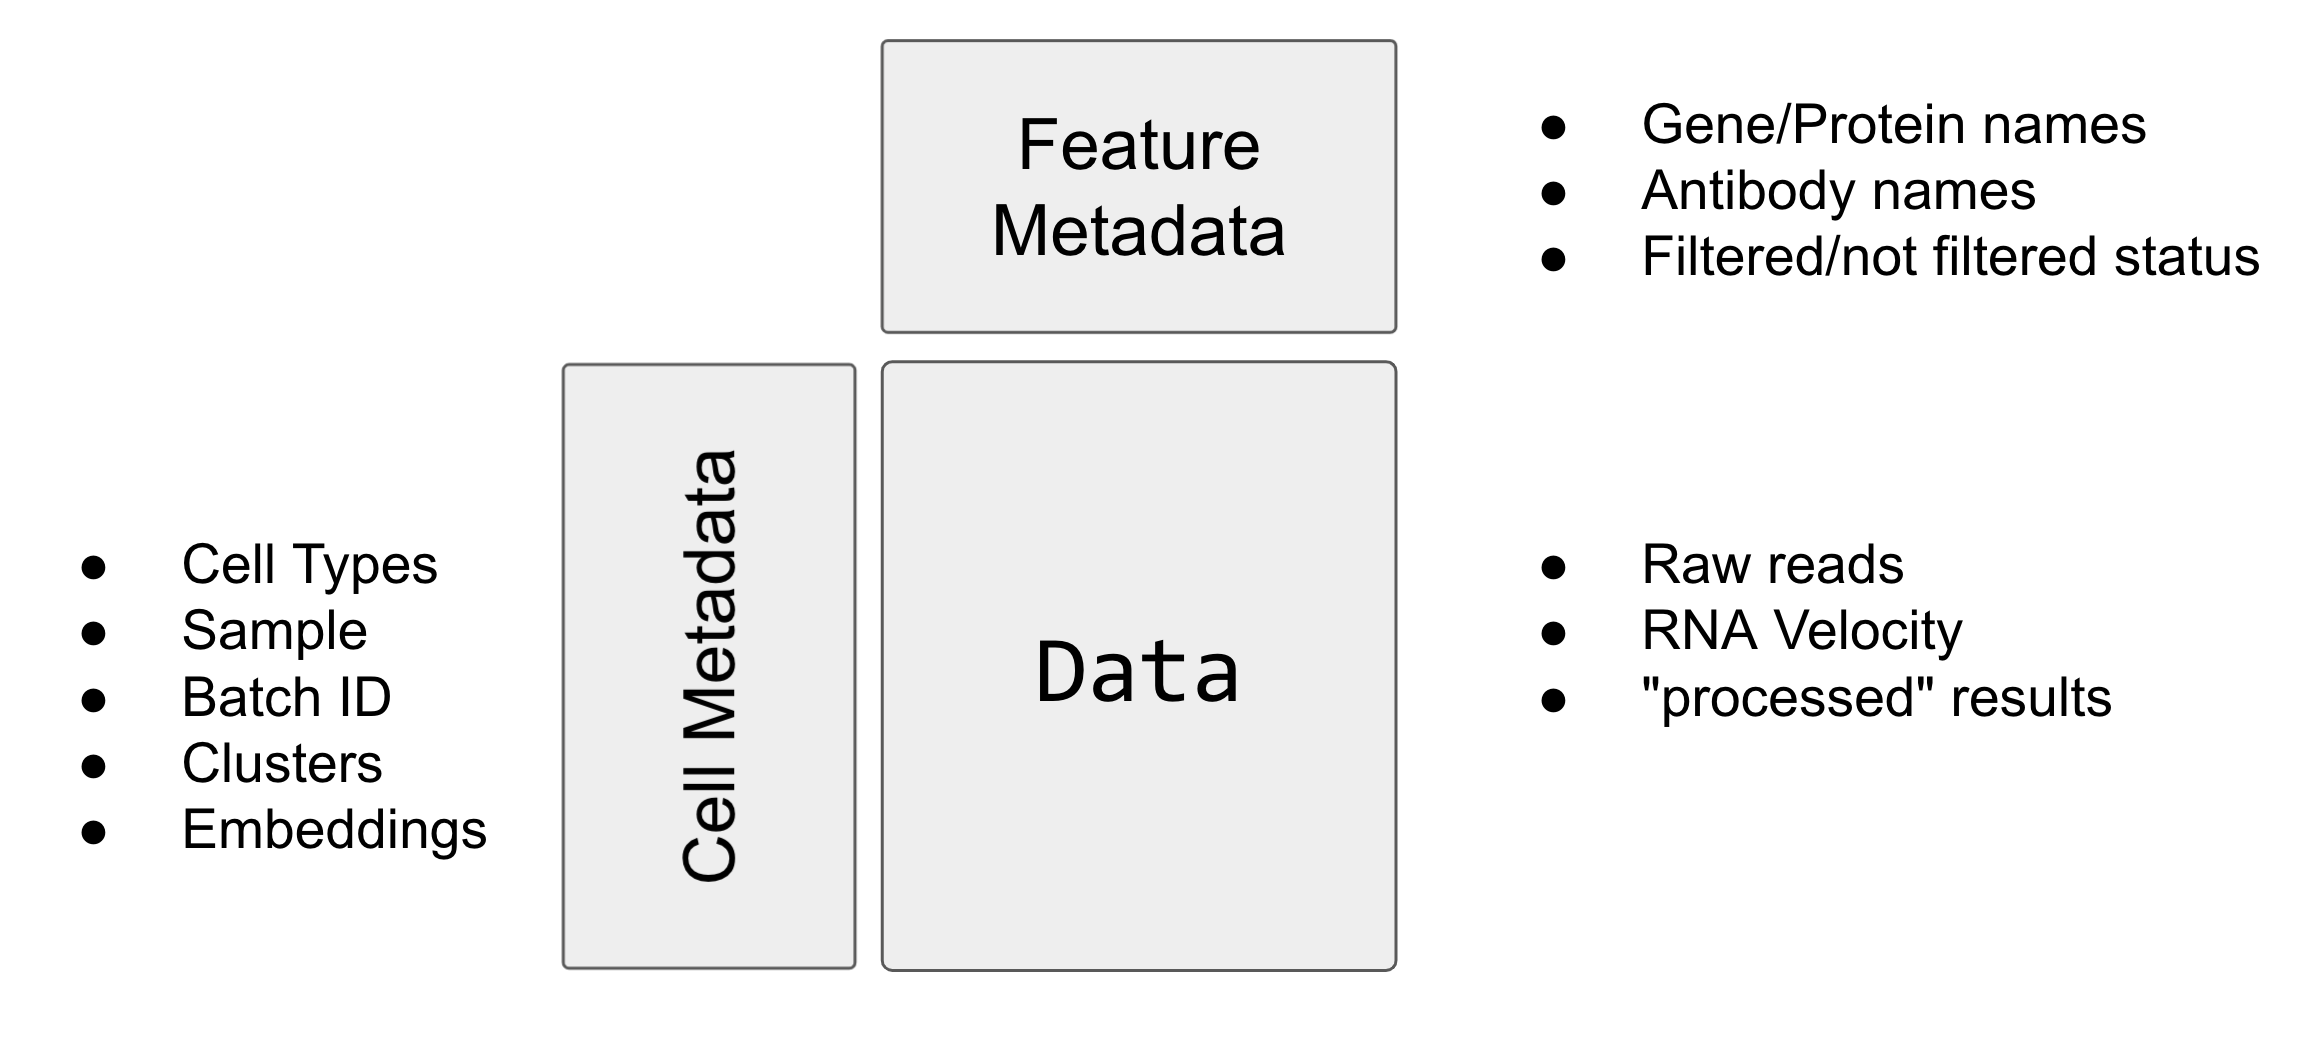 Feature
Metadata
● Gene/Protein names
● Antibody names
● Filtered/not filtered status
● Cell Types
● Sample
● Batch ID
● Clusters
● Embeddings
Cell Metadata
Data
● Raw reads
● RNA Velocity
● "processed" results